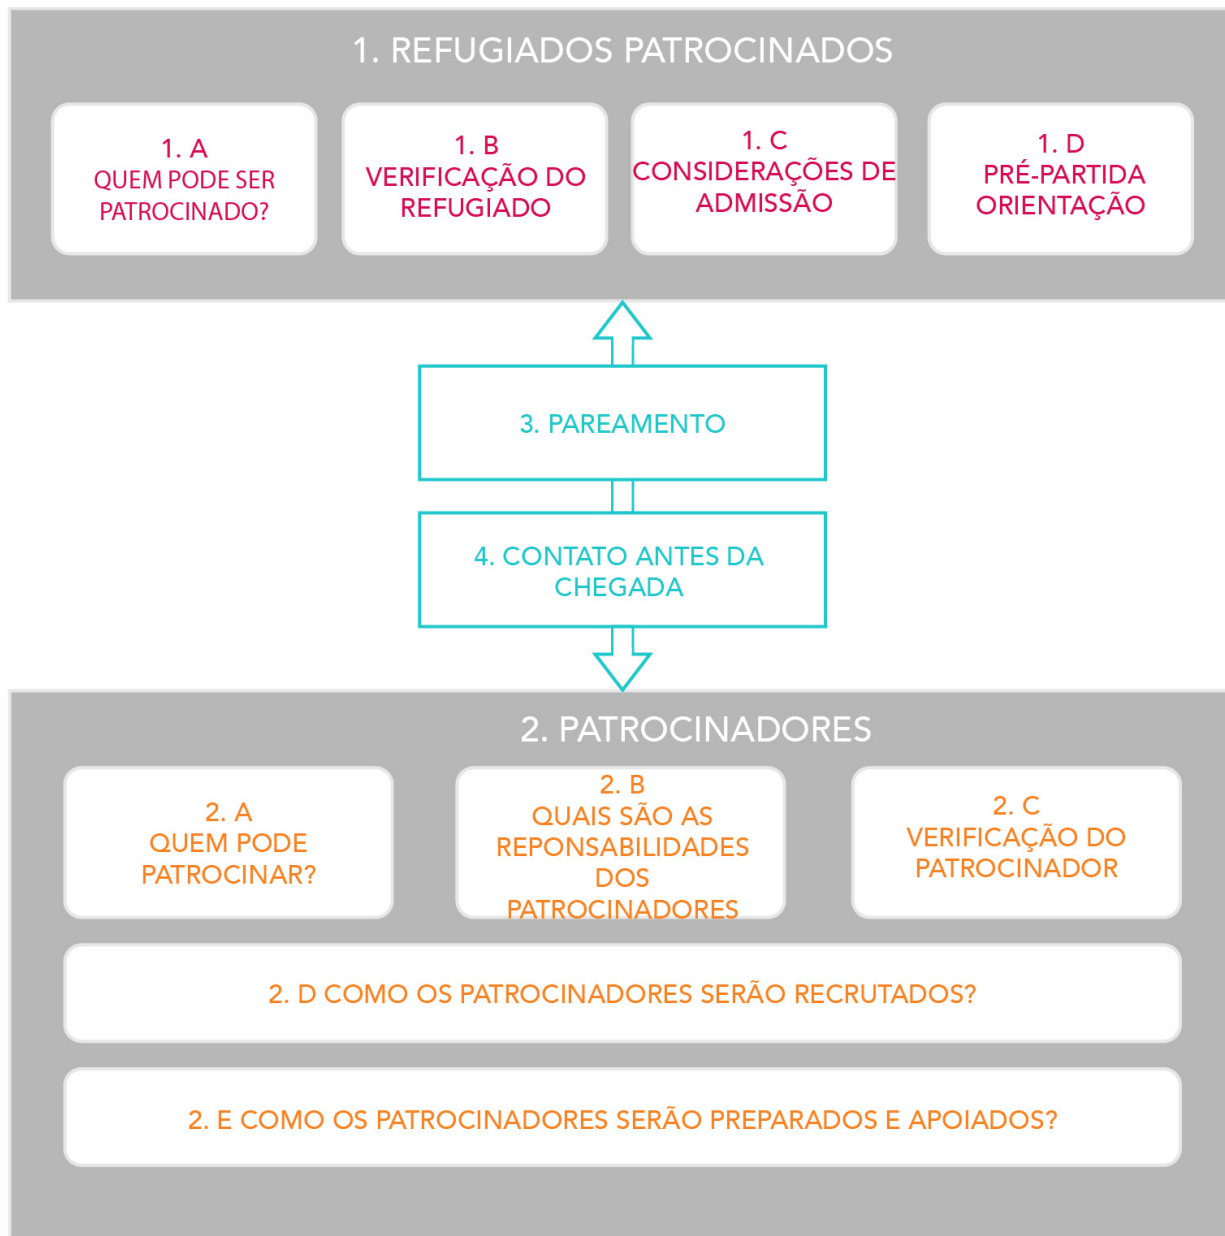 1. REFUGIADOS PATROCINADOS
1. A
QUEM PODE SER
PATROCINADO?
1. B
VERIFICAÇÃO DO
REFUGIADO
1. C
CONSIDERAÇÕES DE
ADMISSÃO
1. D
PRÉ-PARTIDA
ORIENTAÇÃO
3. PAREAMENTO
4. CONTATO ANTES DA
CHEGADA
2. PATROCINADORES
2. A
QUEM PODE
PATROCINAR?
2. B
QUAIS SÃO AS
REPONSABILIDADES
DOS
PATROCINADORES
2. C
VERIFICAÇÃO DO
PATROCINADOR
2. D COMO OS PATROCINADORES SERÃO RECRUTADOS?
2. E COMO OS PATROCINADORES SERÃO PREPARADOS E APOIADOS?